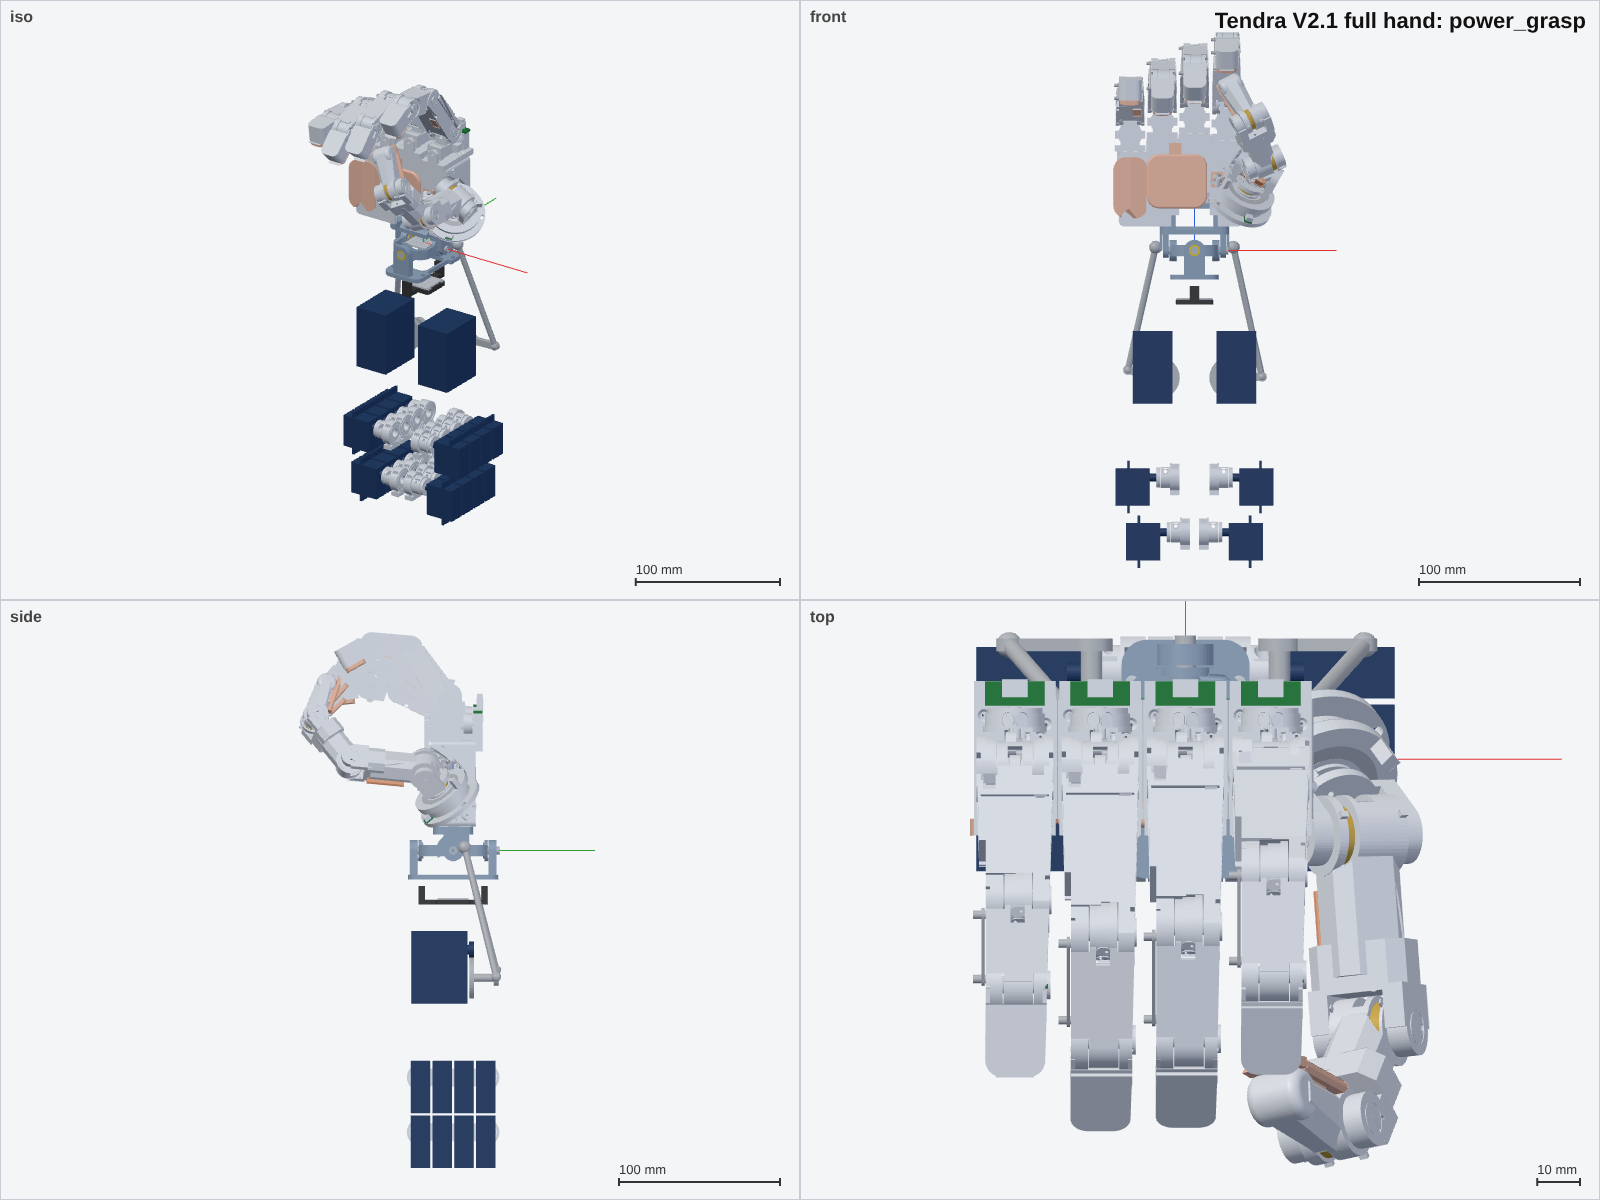 iso
front
Tendra V2.1 full hand: power_grasp
100 mm
100 mm
side
top
100 mm
10 mm